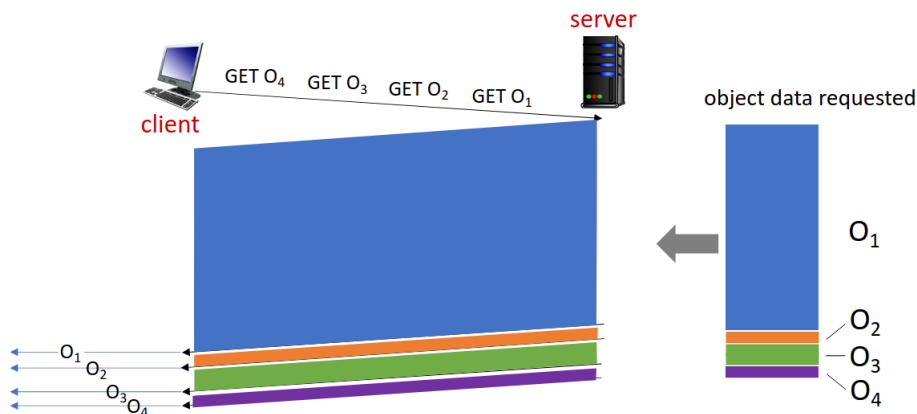 server
GET O₄ GET O₃ GET O₂ GET O₁
client
object data requested
O₁
O₂
O₃
O₄
O₁
O₂
O₃
O₄